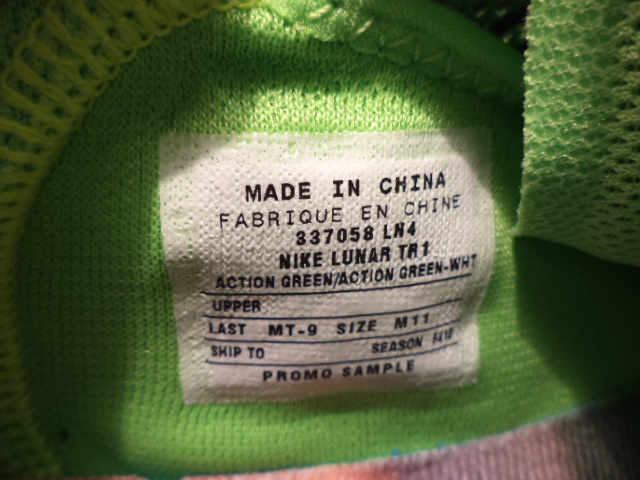 MADE IN CHINA
FABRIQUE EN CHINE
337058 LN4
NIKE LUNAR TR1
ACTION GREEN/ACTION GREEN-WHT
UPPER
LAST MT-9 SIZE M11
SHIP TO SEASON
PROMO SAMPLE